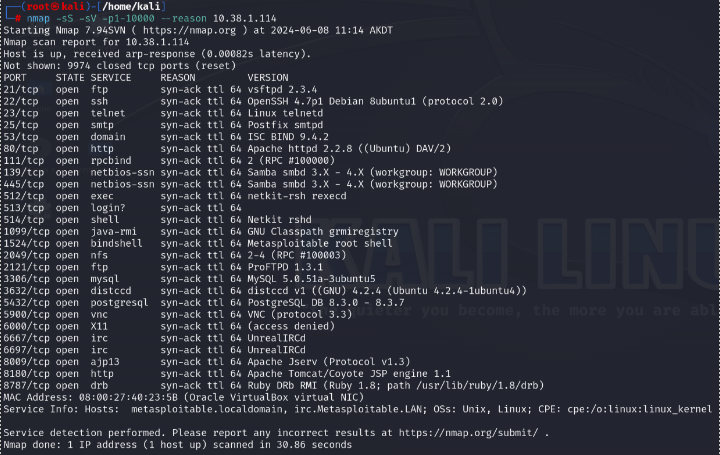 ┌──(root㉿kali)-[/home/kali]
└─# nmap -sS -sV -p1-10000 --reason 10.38.1.114
Starting Nmap 7.94SVN ( https://nmap.org ) at 2024-06-08 11:14 AKDT
Nmap scan report for 10.38.1.114
Host is up, received arp-response (0.00082s latency).
Not shown: 9974 closed tcp ports (reset)
PORT     STATE SERVICE     REASON         VERSION
21/tcp   open  ftp         syn-ack ttl 64 vsftpd 2.3.4
22/tcp   open  ssh         syn-ack ttl 64 OpenSSH 4.7p1 Debian 8ubuntu1 (protocol 2.0)
23/tcp   open  telnet      syn-ack ttl 64 Linux telnetd
25/tcp   open  smtp        syn-ack ttl 64 Postfix smtpd
53/tcp   open  domain      syn-ack ttl 64 ISC BIND 9.4.2
80/tcp   open  http        syn-ack ttl 64 Apache httpd 2.2.8 ((Ubuntu) DAV/2)
111/tcp  open  rpcbind     syn-ack ttl 64 2 (RPC #100000)
139/tcp  open  netbios-ssn syn-ack ttl 64 Samba smbd 3.X - 4.X (workgroup: WORKGROUP)
445/tcp  open  netbios-ssn syn-ack ttl 64 Samba smbd 3.X - 4.X (workgroup: WORKGROUP)
512/tcp  open  exec        syn-ack ttl 64 netkit-rsh rexecd
513/tcp  open  login?      syn-ack ttl 64
514/tcp  open  shell       syn-ack ttl 64 Netkit rshd
1099/tcp open  java-rmi    syn-ack ttl 64 GNU Classpath grmiregistry
1524/tcp open  bindshell   syn-ack ttl 64 Metasploitable root shell
2049/tcp open  nfs         syn-ack ttl 64 2-4 (RPC #100003)
2121/tcp open  ftp         syn-ack ttl 64 ProFTPD 1.3.1
3306/tcp open  mysql       syn-ack ttl 64 MySQL 5.0.51a-3ubuntu5
3632/tcp open  distccd     syn-ack ttl 64 distccd v1 ((GNU) 4.2.4 (Ubuntu 4.2.4-1ubuntu4))
5432/tcp open  postgresql  syn-ack ttl 64 PostgreSQL DB 8.3.0 - 8.3.7
5900/tcp open  vnc         syn-ack ttl 64 VNC (protocol 3.3)
6000/tcp open  X11         syn-ack ttl 64 (access denied)
6667/tcp open  irc         syn-ack ttl 64 UnrealIRCd
6697/tcp open  irc         syn-ack ttl 64 UnrealIRCd
8009/tcp open  ajp13       syn-ack ttl 64 Apache Jserv (Protocol v1.3)
8180/tcp open  http        syn-ack ttl 64 Apache Tomcat/Coyote JSP engine 1.1
8787/tcp open  drb         syn-ack ttl 64 Ruby DRb RMI (Ruby 1.8; path /usr/lib/ruby/1.8/drb)
MAC Address: 08:00:27:40:23:5B (Oracle VirtualBox virtual NIC)
Service Info: Hosts:  metasploitable.localdomain, irc.Metasploitable.LAN; OSs: Unix, Linux; CPE: cpe:/o:linux:linux_kernel
Service detection performed. Please report any incorrect results at https://nmap.org/submit/ .
Nmap done: 1 IP address (1 host up) scanned in 30.86 seconds
KALI LINU
quieter you become, the more you are abl